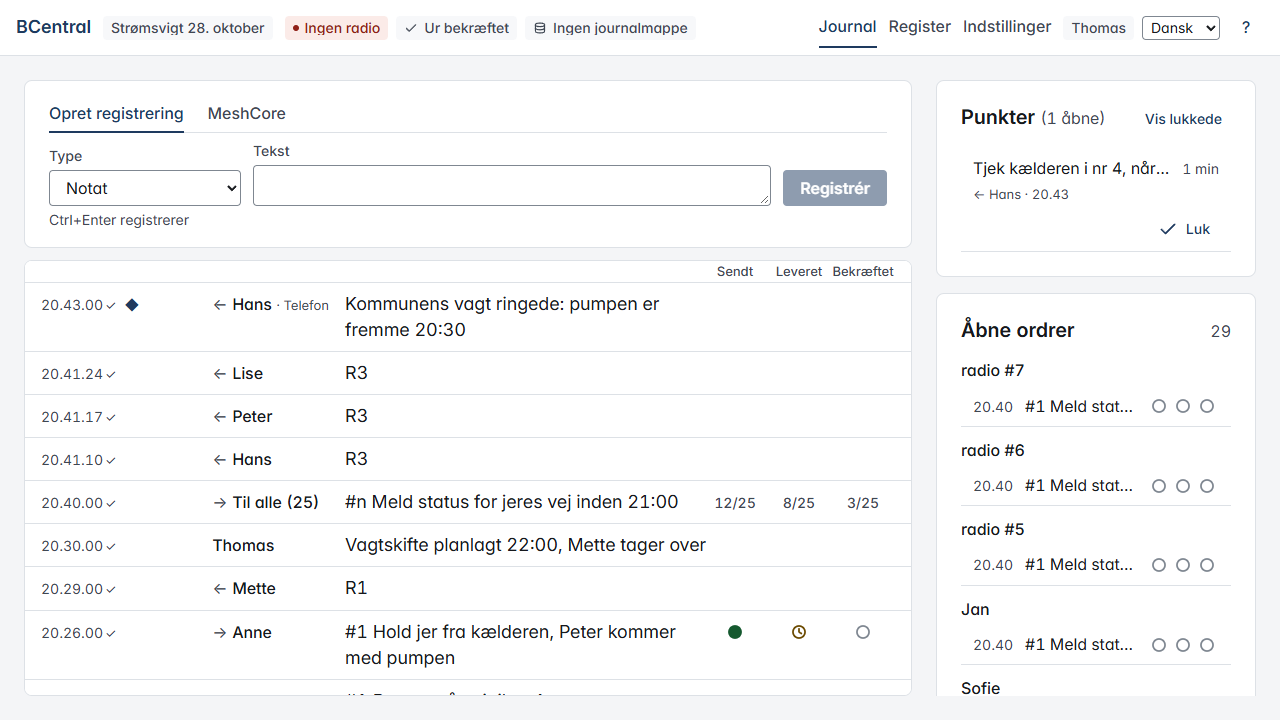 BCentral
Strømsvigt 28. oktober
Ingen radio
Ur bekræftet
Ingen journalmappe
Journal
Register
Indstillinger
Thomas
Dansk
?
Opret registrering
MeshCore
Type
Tekst
Notat
Registrér
Ctrl+Enter registrerer
Sendt Leveret Bekræftet
20.43.00 ← Hans · Telefon Kommunens vagt ringede: pumpen er
fremme 20:30
20.41.24 ← Lise R3
20.41.17 ← Peter R3
20.41.10 ← Hans R3
20.40.00 → Til alle (25) #n Meld status for jeres vej inden 21:00 12/25 8/25 3/25
20.30.00 Thomas Vagtskifte planlagt 22:00, Mette tager over
20.29.00 ← Mette R1
20.26.00 → Anne #1 Hold jer fra kælderen, Peter kommer
med pumpen
Punkter (1 åbne)
Vis lukkede
Tjek kælderen i nr 4, når... 1 min
← Hans · 20.43
Luk
Åbne ordrer 29
radio #7
20.40 #1 Meld stat...
radio #6
20.40 #1 Meld stat...
radio #5
20.40 #1 Meld stat...
Jan
20.40 #1 Meld stat...
Sofie